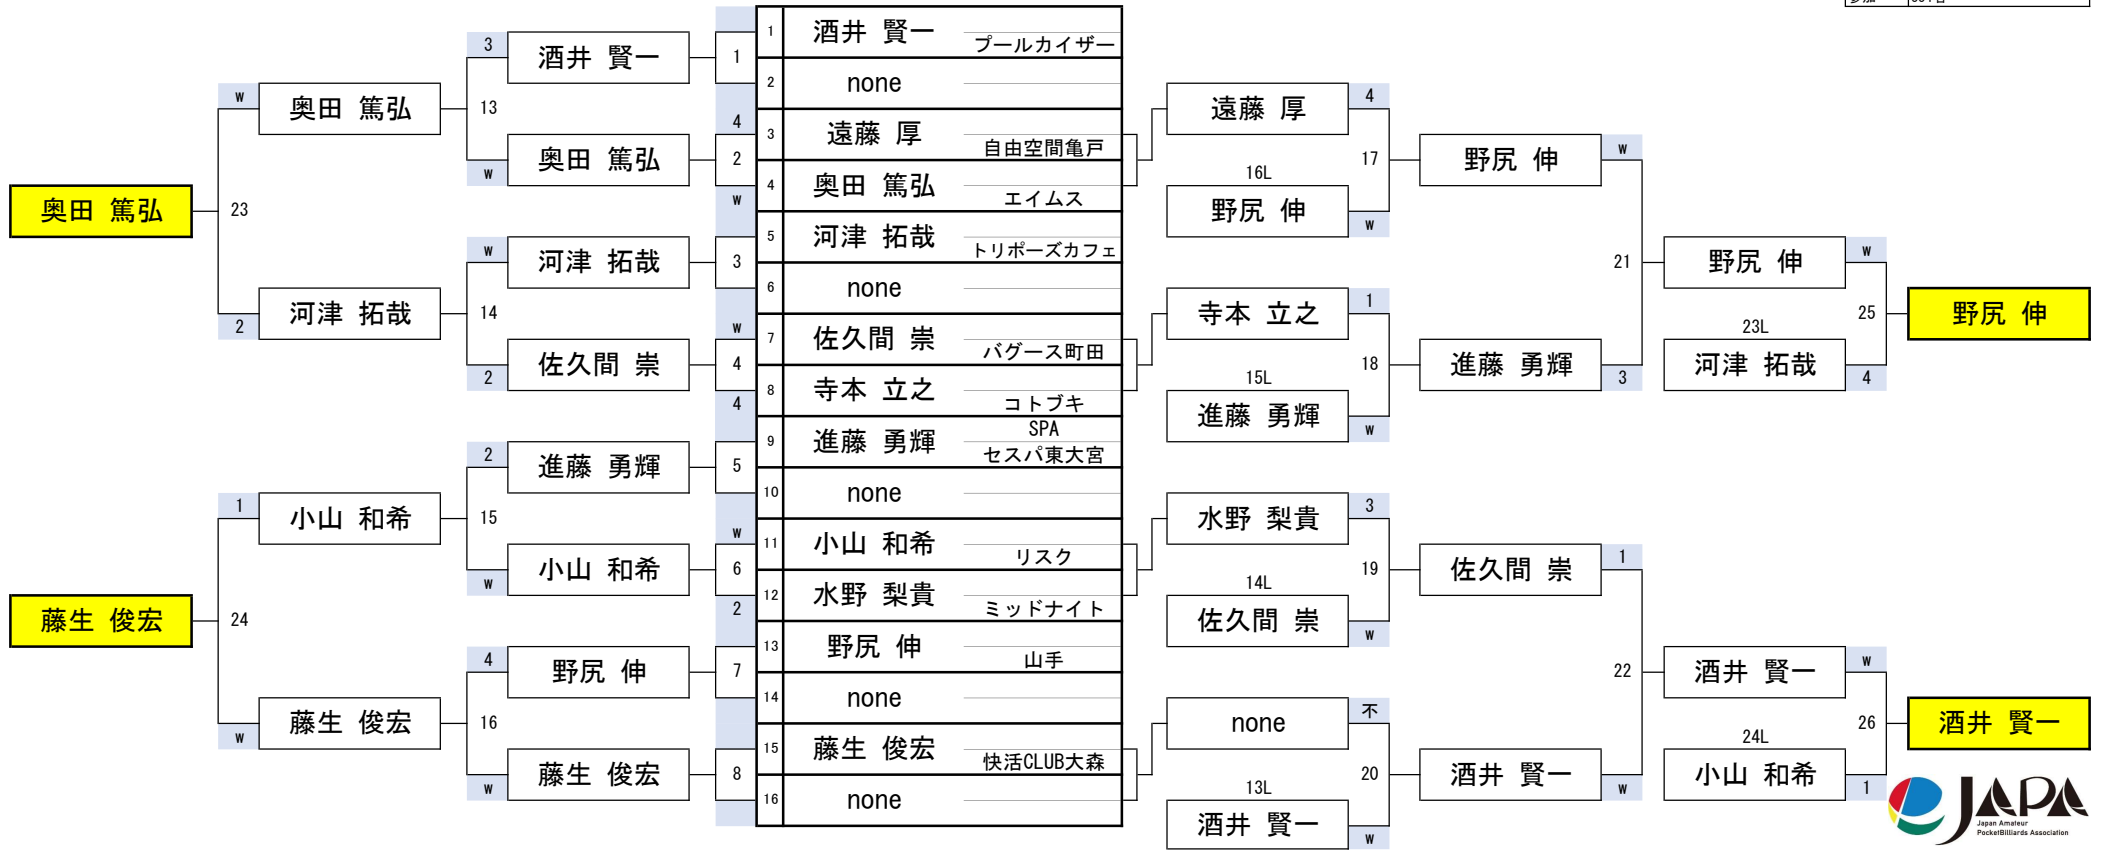 参加
1 酒井 賢一 プールカイザー
2 none
3 遠藤 厚 自由空間亀戸
4 奥田 篤弘 エイムス
5 河津 拓哉 トリポーズカフェ
6 none
7 佐久間 崇 バグース町田
8 寺本 立之 コトブキ
9 進藤 勇輝 SPA
セスパ東大宮
10 none
11 小山 和希 リスク
12 水野 梨貴 ミッドナイト
13 野尻 伸 山手
14 none
15 藤生 俊宏 快活CLUB大森
16 none
1
4
2
W
3
W
4
4
5
W
6
2
7
8
3 酒井 賢一
13
W 奥田 篤弘
W 河津 拓哉
14
2 佐久間 崇
2 進藤 勇輝
15
W 小山 和希
4 野尻 伸
16
W 藤生 俊宏
W 奥田 篤弘
23
2 河津 拓哉
1 小山 和希
24
W 藤生 俊宏
奥田 篤弘
藤生 俊宏
遠藤 厚 4
17
16L
野尻 伸 W
寺本 立之 1
18
15L
進藤 勇輝 W
水野 梨貴 3
19
14L
佐久間 崇 W
none 不
20
13L
酒井 賢一 W
野尻 伸 W
21
進藤 勇輝 3
佐久間 崇 1
22
酒井 賢一 W
野尻 伸 W
25
23L
河津 拓哉 4
酒井 賢一 W
26
24L
小山 和希 1
野尻 伸
酒井 賢一
JAPA
Japan Amateur
PocketBilliards Association